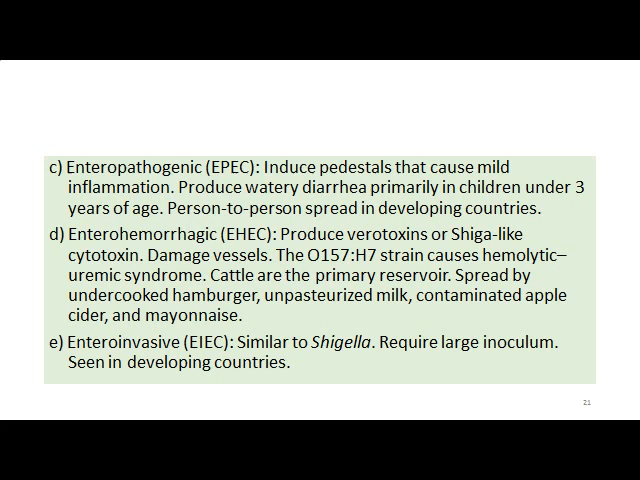 c) Enteropathogenic (EPEC): Induce pedestals that cause mild
inflammation. Produce watery diarrhea primarily in children under 3
years of age. Person-to-person spread in developing countries.
d) Enterohemorrhagic (EHEC): Produce verotoxins or Shiga-like
cytotoxin. Damage vessels. The O157:H7 strain causes hemolytic–
uremic syndrome. Cattle are the primary reservoir. Spread by
undercooked hamburger, unpasteurized milk, contaminated apple
cider, and mayonnaise.
e) Enteroinvasive (EIEC): Similar to Shigella. Require large inoculum.
Seen in developing countries.
21